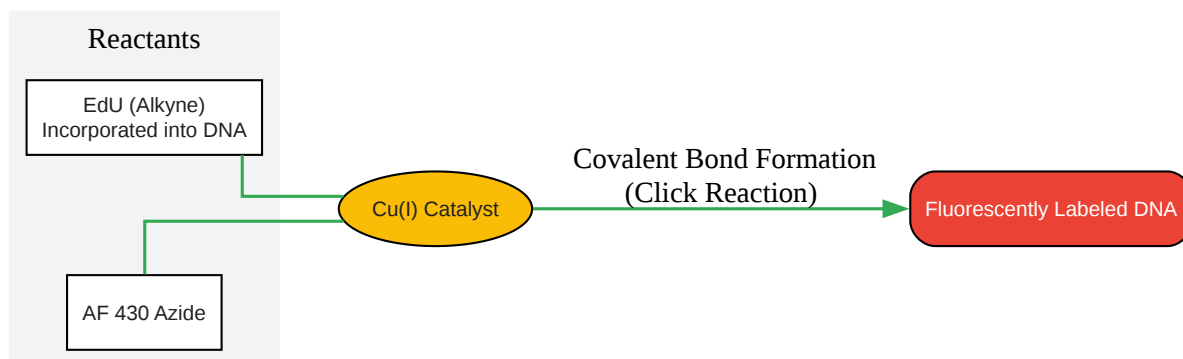 Reactants
EdU (Alkyne)
Incorporated into DNA
AF 430 Azide
Cu(I) Catalyst
Covalent Bond Formation
(Click Reaction)
Fluorescently Labeled DNA